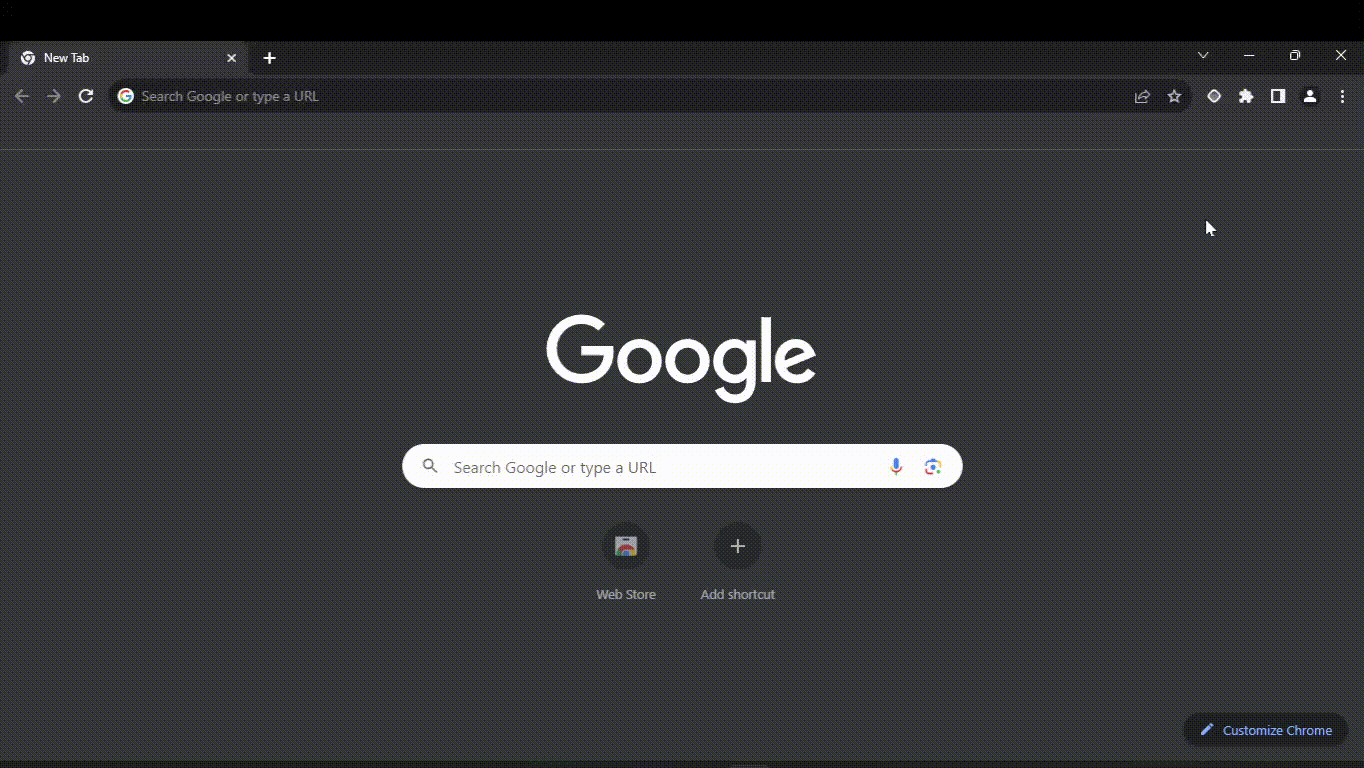 New Tab
Search Google or type a URL
Google
Search Google or type a URL
Web Store
Add shortcut
Customize Chrome